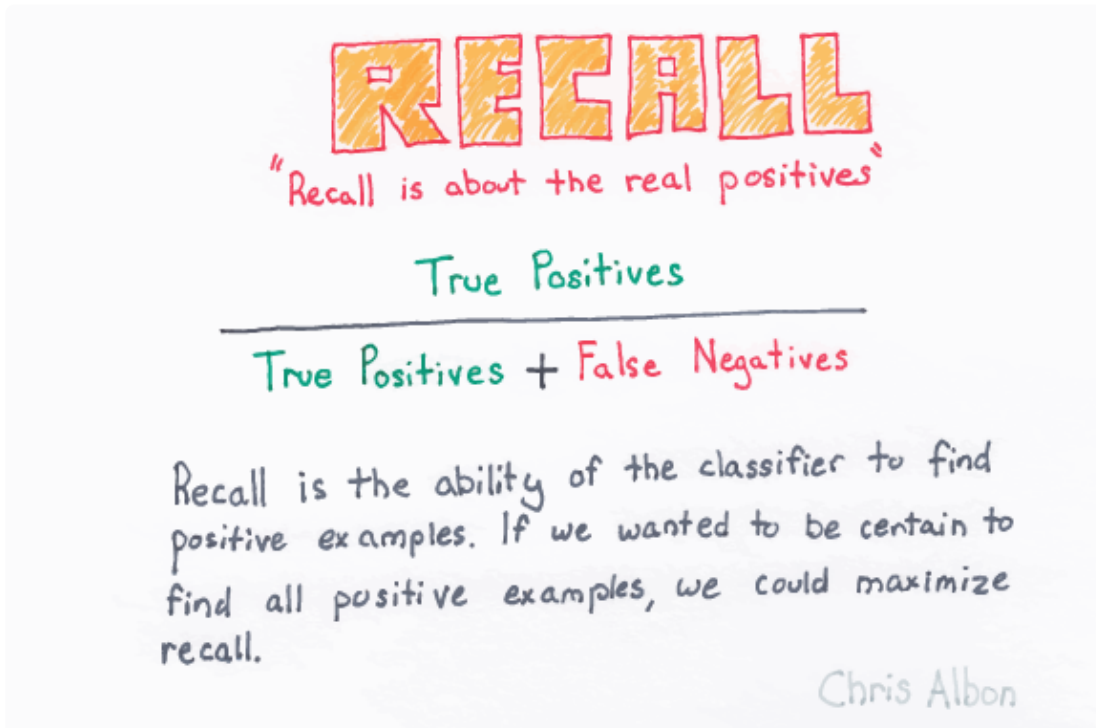 RECALL
"Recall is about the real positives"
True Positives
True Positives + False Negatives
Recall is the ability of the classifier to find
positive examples. If we wanted to be certain to
find all positive examples, we could maximize
recall.
Chris Albon